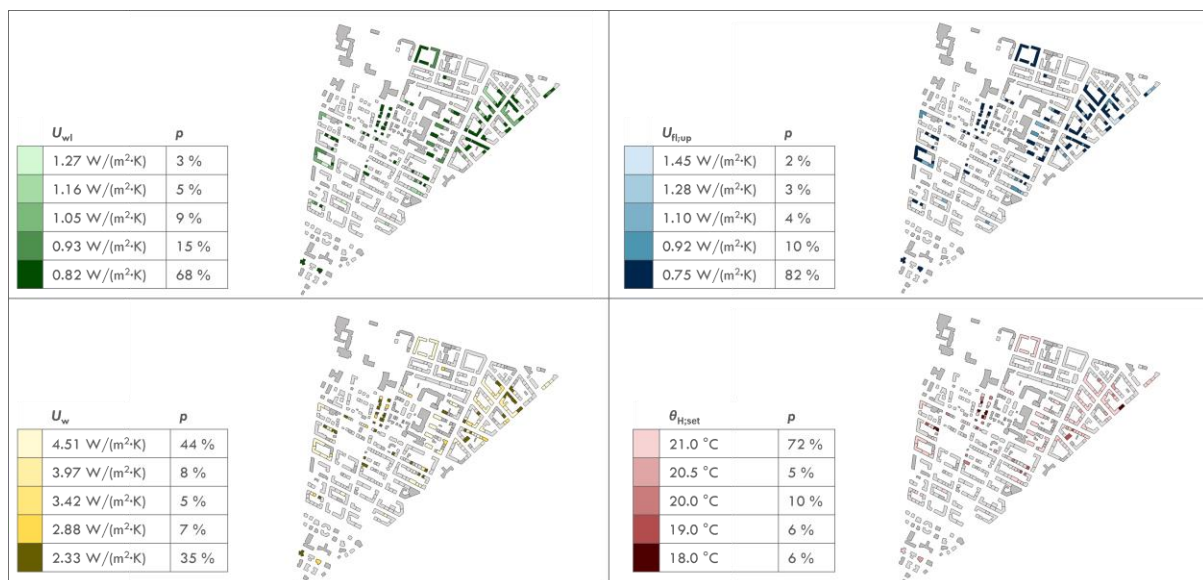 U_wl p
1.27 W/(m²·K) 3 %
1.16 W/(m²·K) 5 %
1.05 W/(m²·K) 9 %
0.93 W/(m²·K) 15 %
0.82 W/(m²·K) 68 %
U_fl;up p
1.45 W/(m²·K) 2 %
1.28 W/(m²·K) 3 %
1.10 W/(m²·K) 4 %
0.92 W/(m²·K) 10 %
0.75 W/(m²·K) 82 %
U_w p
4.51 W/(m²·K) 44 %
3.97 W/(m²·K) 8 %
3.42 W/(m²·K) 5 %
2.88 W/(m²·K) 7 %
2.33 W/(m²·K) 35 %
θ_H;set p
21.0 °C 72 %
20.5 °C 5 %
20.0 °C 10 %
19.0 °C 6 %
18.0 °C 6 %